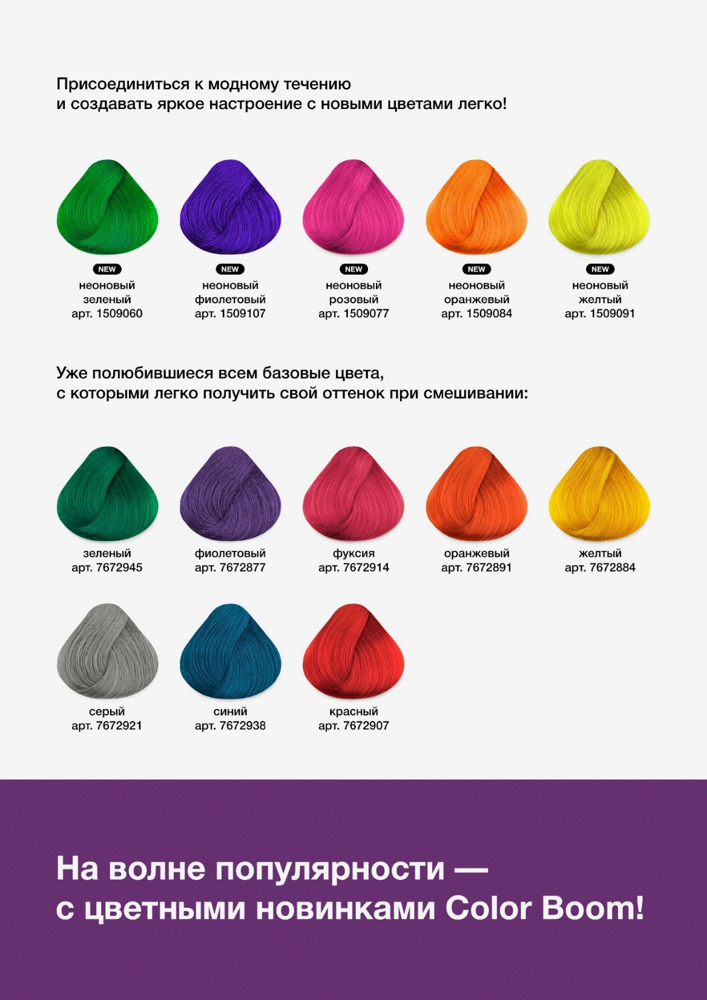 Присоединиться к модному течению
и создавать яркое настроение с новыми цветами легко!
NEW
неоновый
зеленый
арт. 1509060
NEW
неоновый
фиолетовый
арт. 1509107
NEW
неоновый
розовый
арт. 1509077
NEW
неоновый
оранжевый
арт. 1509084
NEW
неоновый
желтый
арт. 1509091
Уже полюбившиеся всем базовые цвета,
с которыми легко получить свой оттенок при смешивании:
зеленый
арт. 7672945
фиолетовый
арт. 7672877
фуксия
арт. 7672914
оранжевый
арт. 7672891
желтый
арт. 7672884
серый
арт. 7672921
синий
арт. 7672938
красный
арт. 7672907
На волне популярности —
с цветными новинками Color Boom!